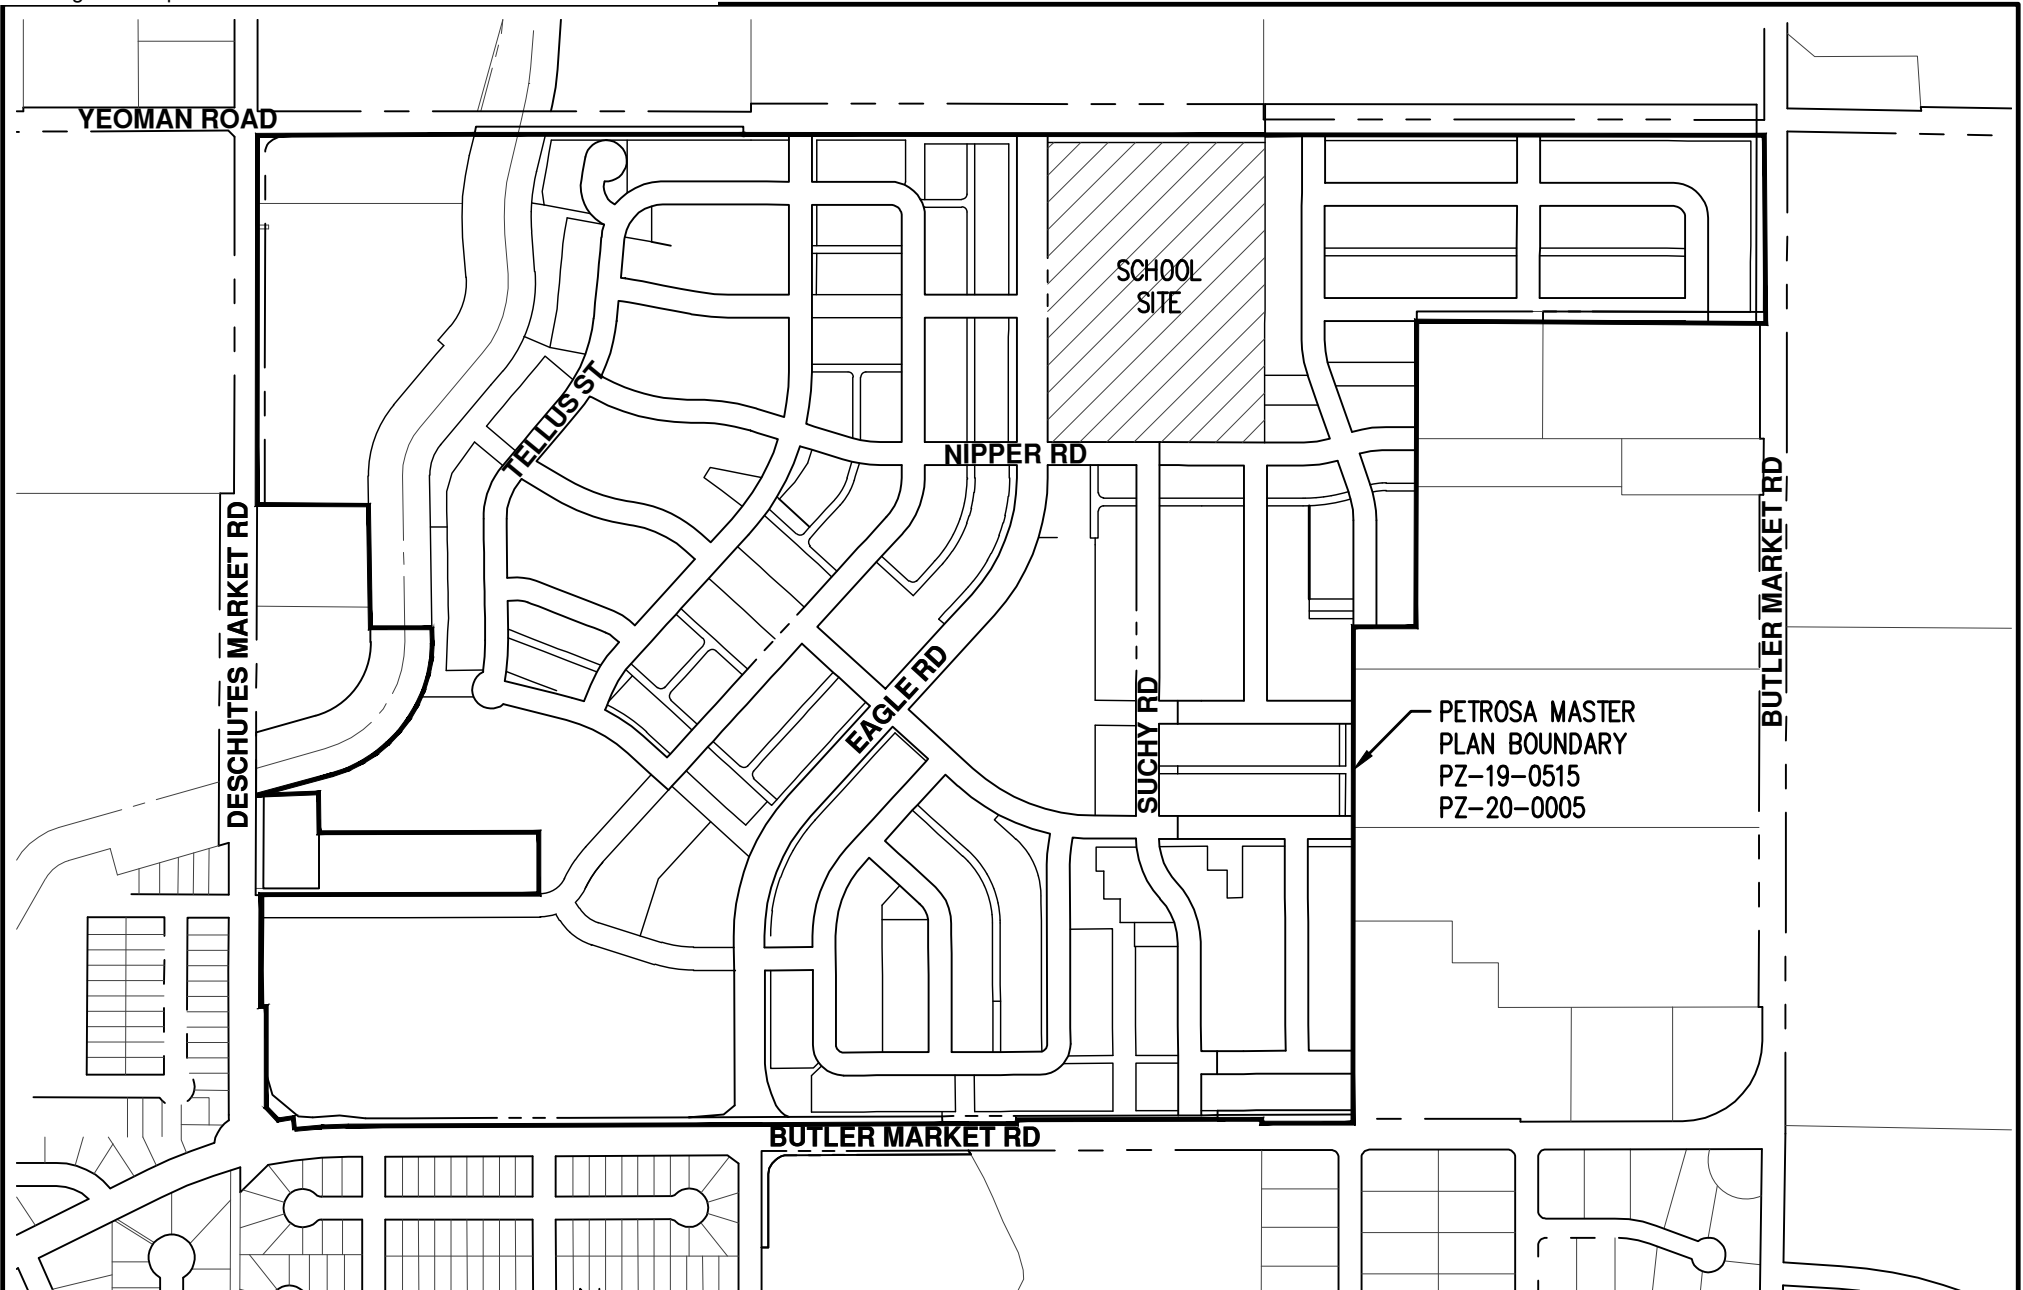 YEOMAN ROAD
SCHOOL
SITE
TELLUS ST
NIPPER RD
DESCHUTES MARKET RD
BUTLER MARKET RD
EAGLE RD
SUCHY RD
PETROSA MASTER
PLAN BOUNDARY
PZ-19-0515
PZ-20-0005
BUTLER MARKET RD